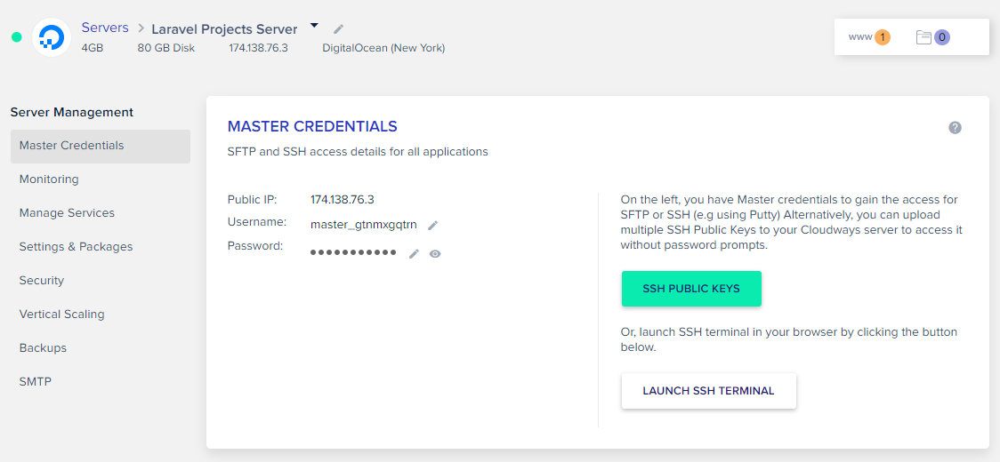 Servers > Laravel Projects Server
4GB 80 GB Disk 174.138.76.3 DigitalOcean (New York)
www 1 0
Server Management
Master Credentials
Monitoring
Manage Services
Settings & Packages
Security
Vertical Scaling
Backups
SMTP
MASTER CREDENTIALS
?
SFTP and SSH access details for all applications
Public IP: 174.138.76.3
Username: master_gtnmxgqtrn
Password: ●●●●●●●●●●●
On the left, you have Master credentials to gain the access for
SFTP or SSH (e.g using Putty) Alternatively, you can upload
multiple SSH Public Keys to your Cloudways server to access it
without password prompts.
SSH PUBLIC KEYS
Or, launch SSH terminal in your browser by clicking the button
below.
LAUNCH SSH TERMINAL